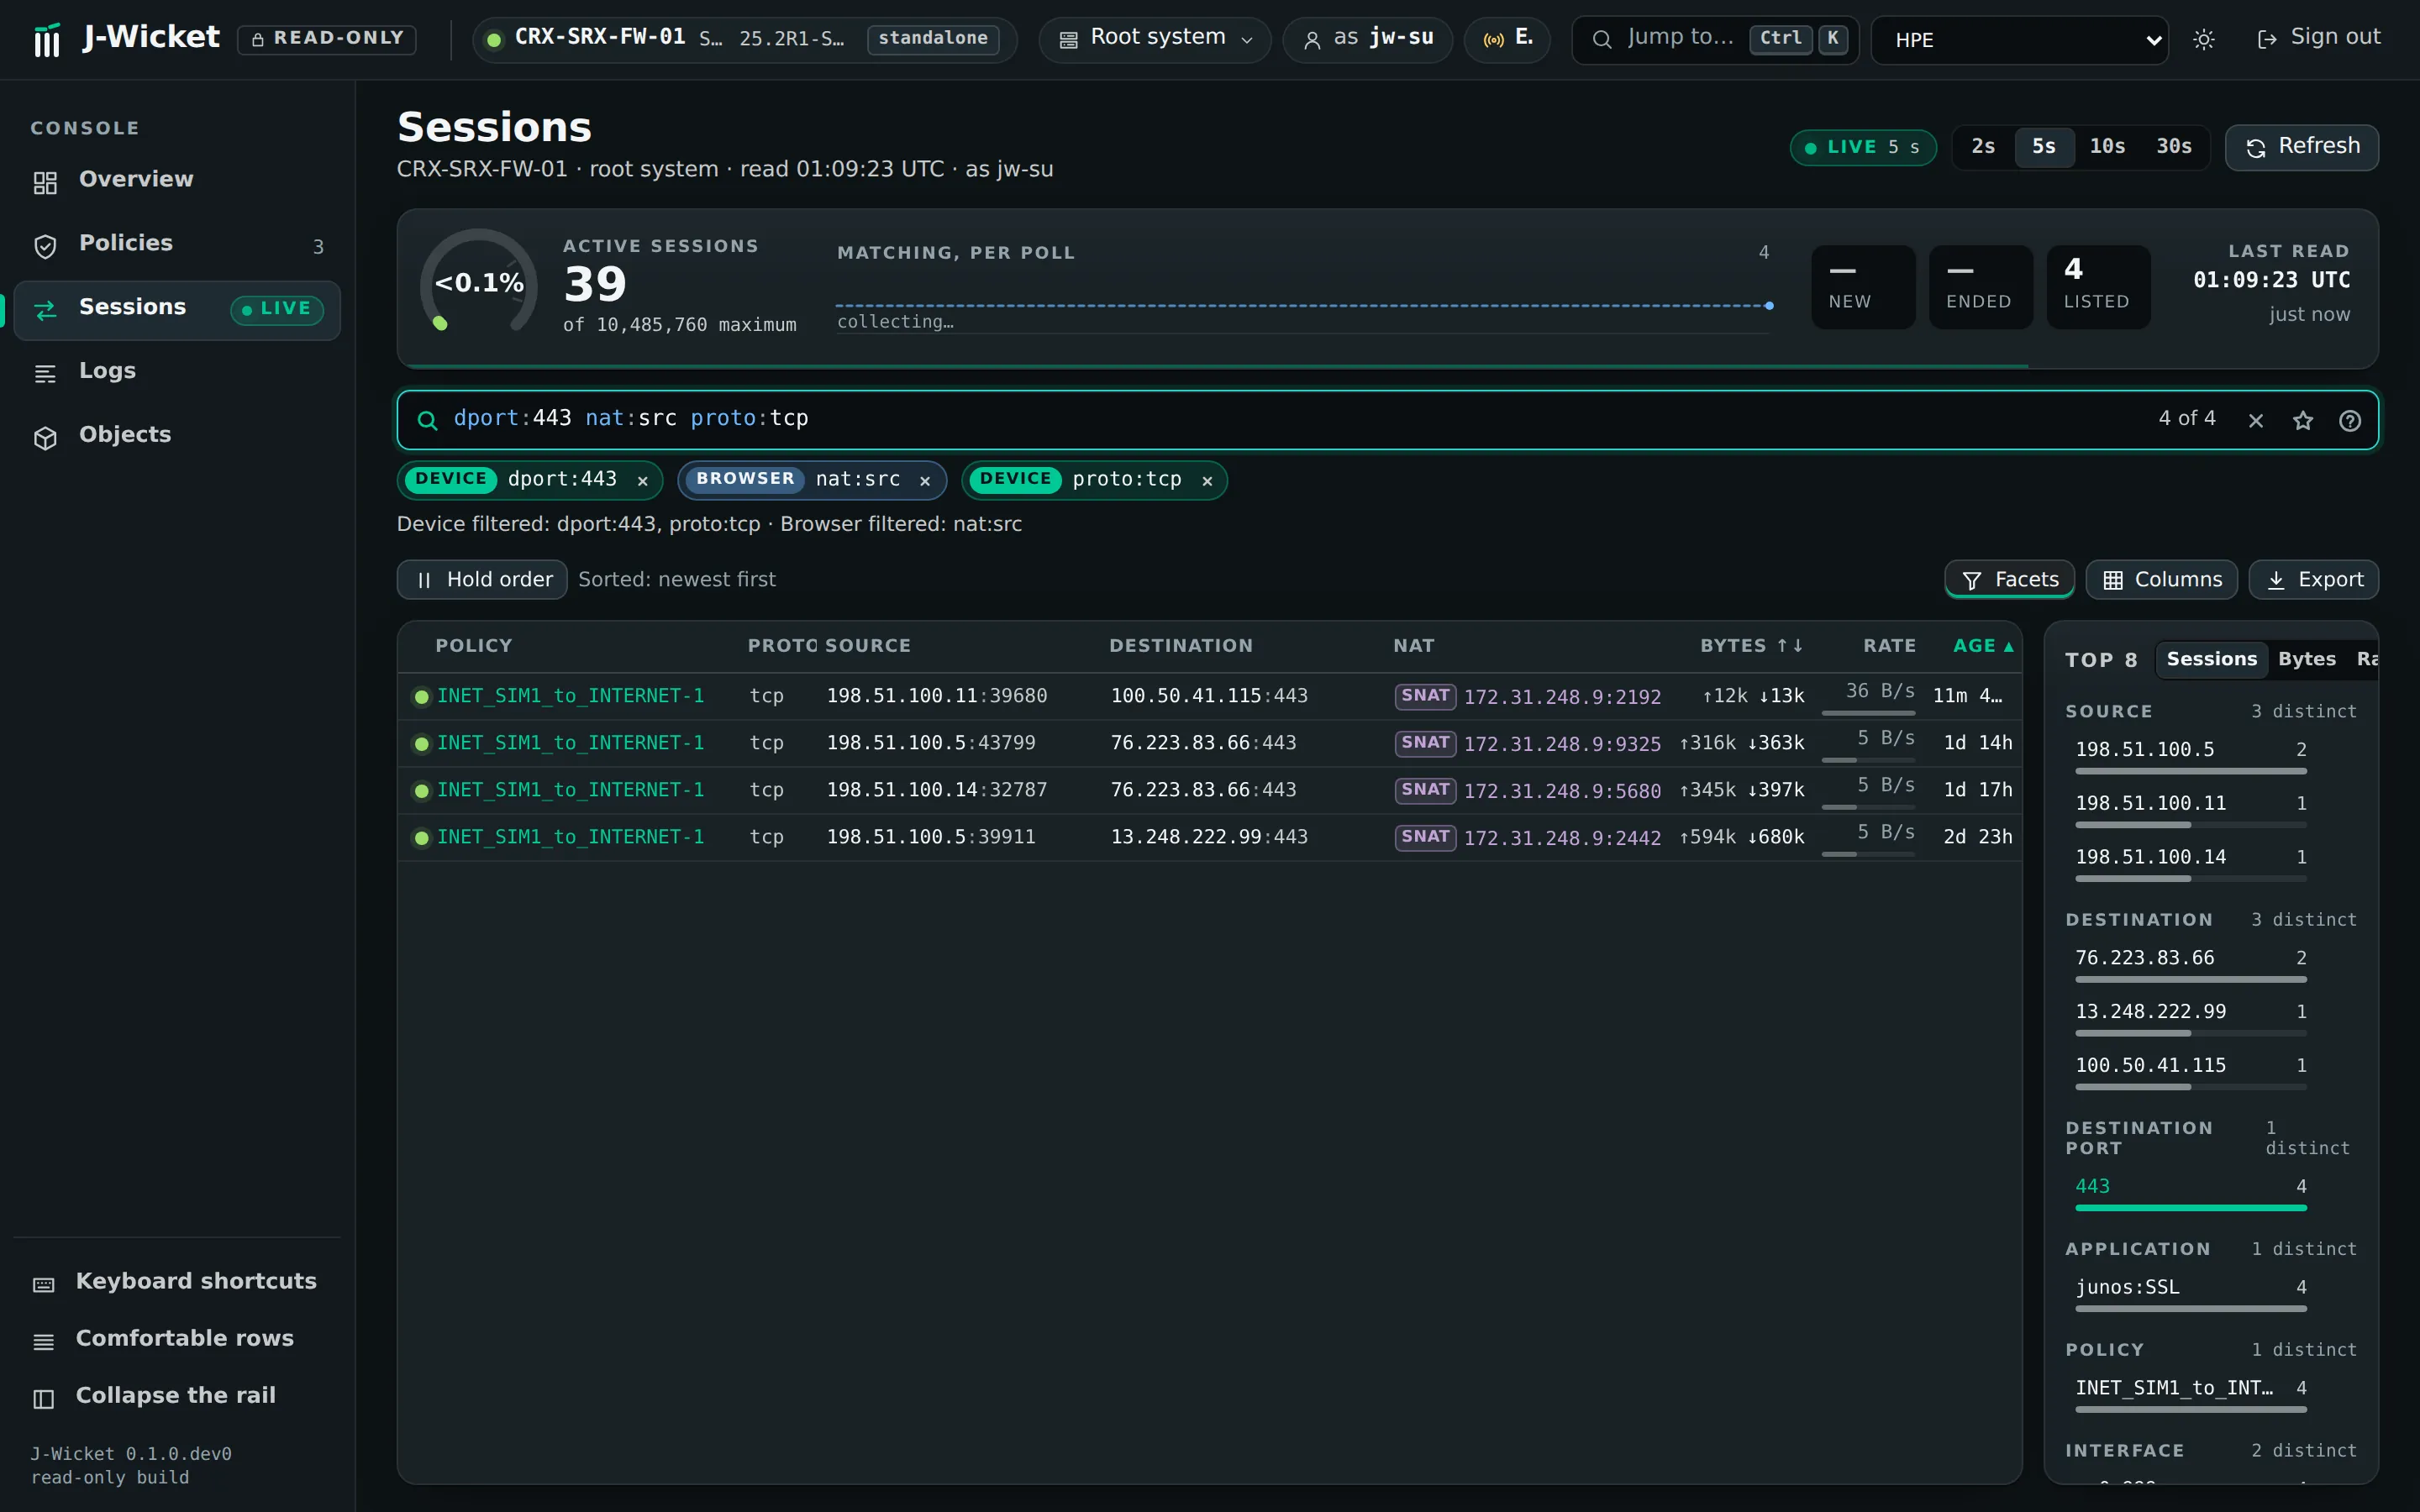 J-Wicket READ-ONLY CRX-SRX-FW-01 S… 25.2R1-S… standalone Root system as jw-su E. Jump to… Ctrl K HPE Sign out
CONSOLE
Overview
Policies 3
Sessions LIVE
Logs
Objects
Keyboard shortcuts
Comfortable rows
Collapse the rail
J-Wicket 0.1.0.dev0
read-only build
Sessions
CRX-SRX-FW-01 · root system · read 01:09:23 UTC · as jw-su
LIVE 5 s 2s 5s 10s 30s Refresh
<0.1%
ACTIVE SESSIONS
39
of 10,485,760 maximum
MATCHING, PER POLL 4
collecting…
— NEW
— ENDED
4 LISTED
LAST READ
01:09:23 UTC
just now
dport:443 nat:src proto:tcp 4 of 4
DEVICE dport:443 × BROWSER nat:src × DEVICE proto:tcp ×
Device filtered: dport:443, proto:tcp · Browser filtered: nat:src
Hold order Sorted: newest first Facets Columns Export
POLICY PROTO SOURCE DESTINATION NAT BYTES ↑↓ RATE AGE ▲
INET_SIM1_to_INTERNET-1 tcp 198.51.100.11:39680 100.50.41.115:443 SNAT 172.31.248.9:2192 ↑12k ↓13k 36 B/s 11m 4…
INET_SIM1_to_INTERNET-1 tcp 198.51.100.5:43799 76.223.83.66:443 SNAT 172.31.248.9:9325 ↑316k ↓363k 5 B/s 1d 14h
INET_SIM1_to_INTERNET-1 tcp 198.51.100.14:32787 76.223.83.66:443 SNAT 172.31.248.9:5680 ↑345k ↓397k 5 B/s 1d 17h
INET_SIM1_to_INTERNET-1 tcp 198.51.100.5:39911 13.248.222.99:443 SNAT 172.31.248.9:2442 ↑594k ↓680k 5 B/s 2d 23h
TOP 8 Sessions Bytes
SOURCE 3 distinct
198.51.100.5 2
198.51.100.11 1
198.51.100.14 1
DESTINATION 3 distinct
76.223.83.66 2
13.248.222.99 1
100.50.41.115 1
DESTINATION PORT 1 distinct
443 4
APPLICATION 1 distinct
junos:SSL 4
POLICY 1 distinct
INET_SIM1_to_INT… 4
INTERFACE 2 distinct